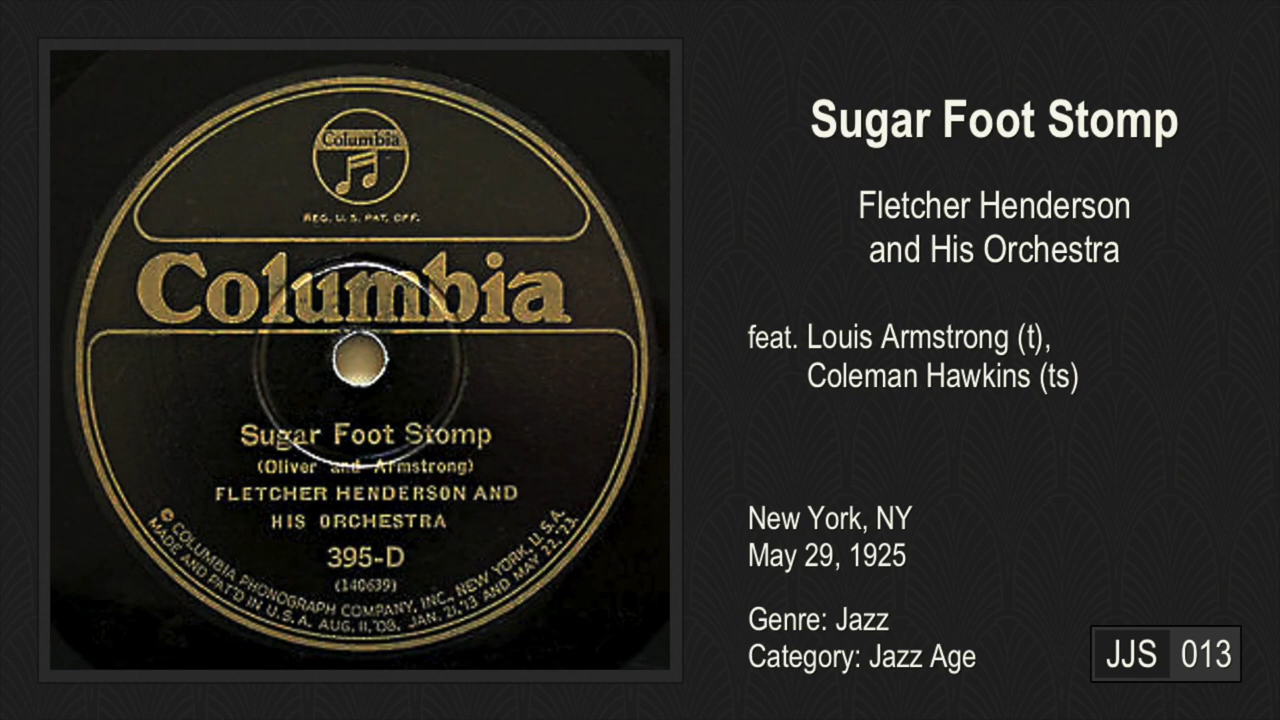 Columbia
REG. U. S. PAT. OFF.
Columbia
Sugar Foot Stomp
(Oliver and Armstrong)
FLETCHER HENDERSON AND
HIS ORCHESTRA
395-D
(140639)
© COLUMBIA PHONOGRAPH COMPANY, INC., NEW YORK, U. S. A.
MADE AND PAT'D IN U. S. A. AUG. 11, '08. JAN. 21, '13 AND MAY 22, '23.
Sugar Foot Stomp
Fletcher Henderson
and His Orchestra
feat. Louis Armstrong (t),
Coleman Hawkins (ts)
New York, NY
May 29, 1925
Genre: Jazz
Category: Jazz Age
JJS 013